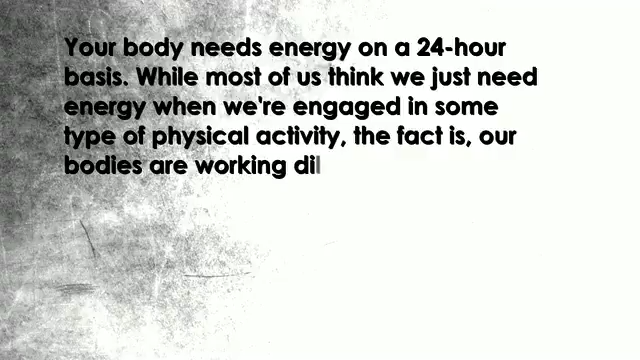 Your body needs energy on a 24-hour
basis. While most of us think we just need
energy when we're engaged in some
type of physical activity, the fact is, our
bodies are working dil